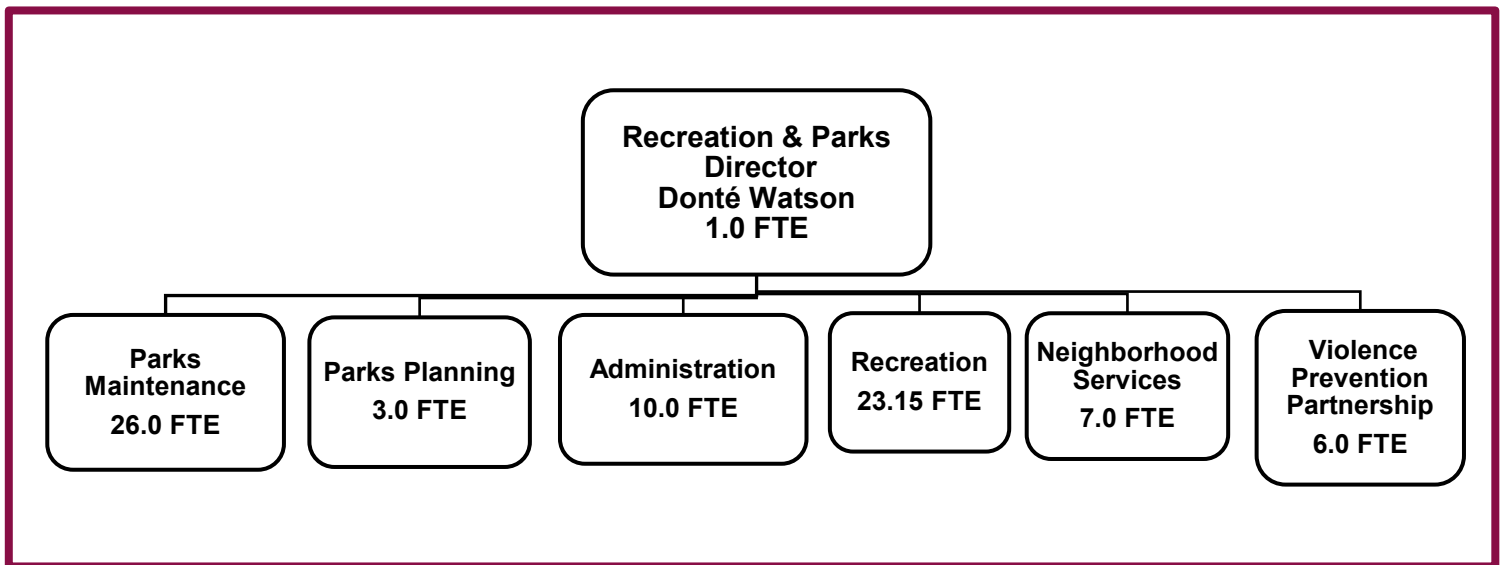 Recreation & Parks
Director
Donté Watson
1.0 FTE
Parks
Maintenance
26.0 FTE
Parks Planning
3.0 FTE
Administration
10.0 FTE
Recreation
23.15 FTE
Neighborhood
Services
7.0 FTE
Violence
Prevention
Partnership
6.0 FTE